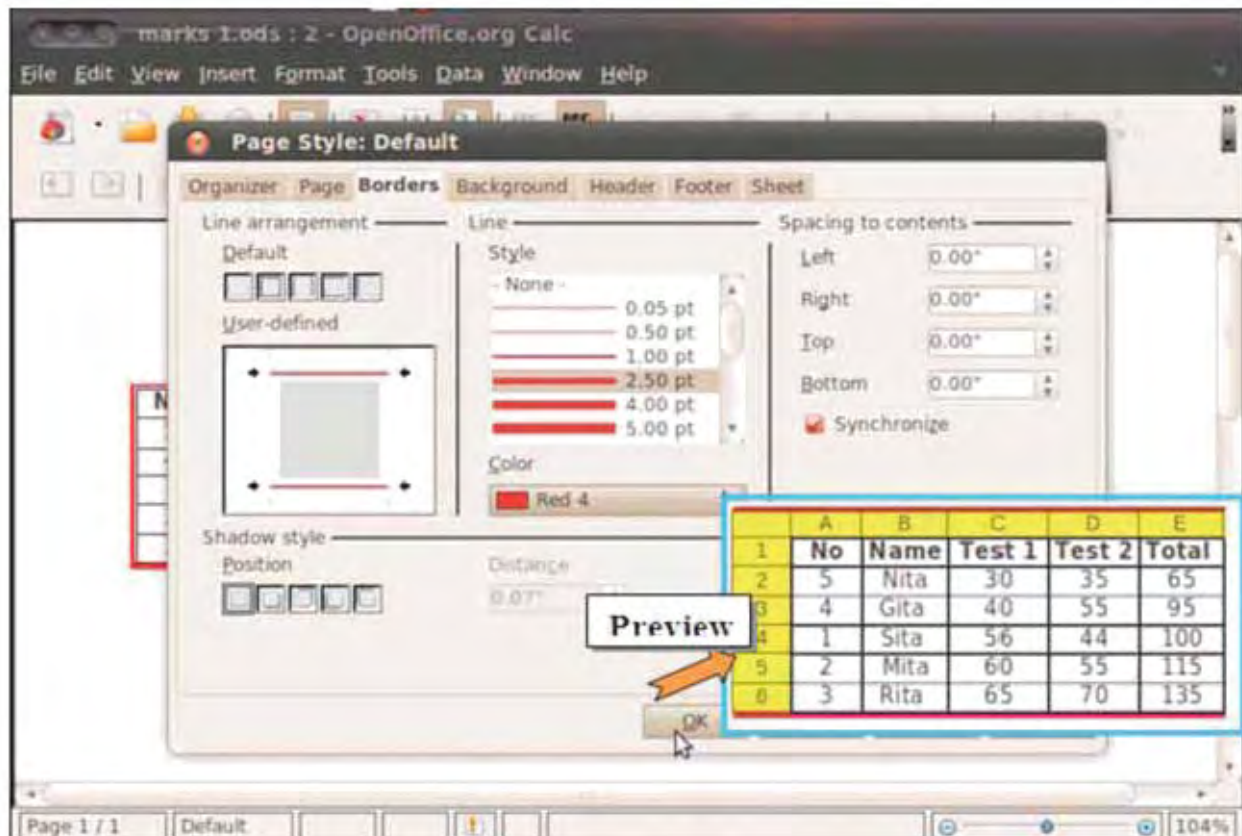 marks 1.ods : 2 - OpenOffice.org Calc
File Edit View Insert Format Tools Data Window Help
Page Style: Default
Organizer Page Borders Background Header Footer Sheet
Line arrangement
Default
User-defined
Line
Style
- None -
0.05 pt
0.50 pt
1.00 pt
2.50 pt
4.00 pt
5.00 pt
Color
Red 4
Spacing to contents
Left 0.00"
Right 0.00"
Top 0.00"
Bottom 0.00"
Synchronize
Shadow style
Position
Distance
0.07"
N
Preview
A B C D E
1 No Name Test 1 Test 2 Total
2 5 Nita 30 35 65
3 4 Gita 40 55 95
4 1 Sita 56 44 100
5 2 Mita 60 55 115
6 3 Rita 65 70 135
OK
Page 1 / 1 Default 104%